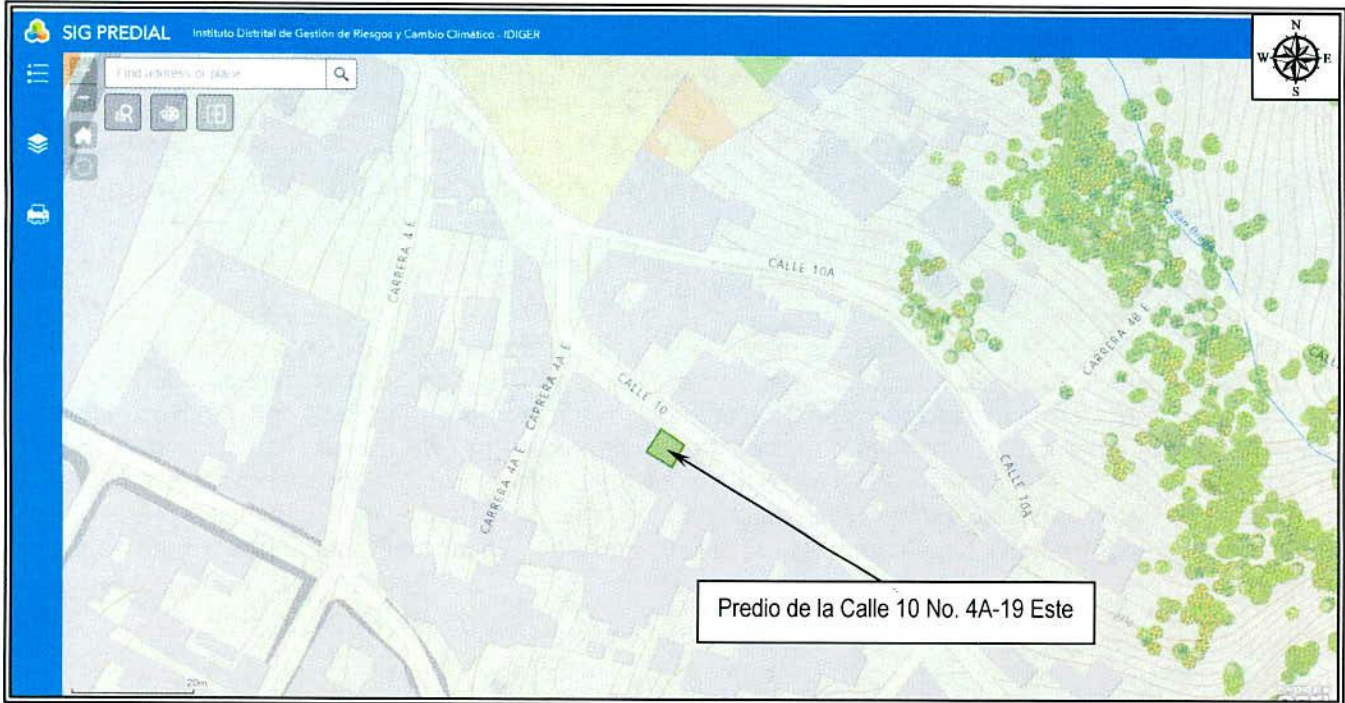 SIG PREDIAL Instituto Distrital de Gestión de Riesgos y Cambio Climático - IDIGER
N
W E
S
Find address or place
CARRERA 4 E
CALLE 10A
CARRERA 4B E
CARRERA 4A E CARRERA 4A E
CALLE 10
CALLE 10A
Predio de la Calle 10 No. 4A-19 Este
20m